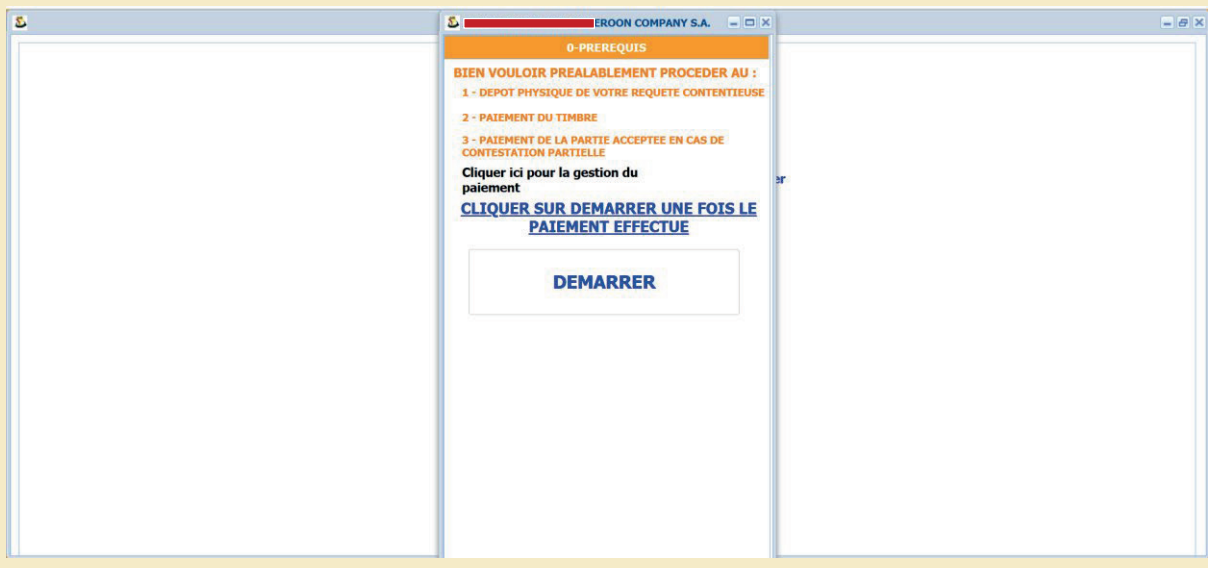 EROON COMPANY S.A.
0-PREREQUIS
BIEN VOULOIR PREALABLEMENT PROCEDER AU :
1 - DEPOT PHYSIQUE DE VOTRE REQUETE CONTENTIEUSE
2 - PAIEMENT DU TIMBRE
3 - PAIEMENT DE LA PARTIE ACCEPTEE EN CAS DE
CONTESTATION PARTIELLE
Cliquer ici pour la gestion du
paiement
er
CLIQUER SUR DEMARRER UNE FOIS LE
PAIEMENT EFFECTUE
DEMARRER